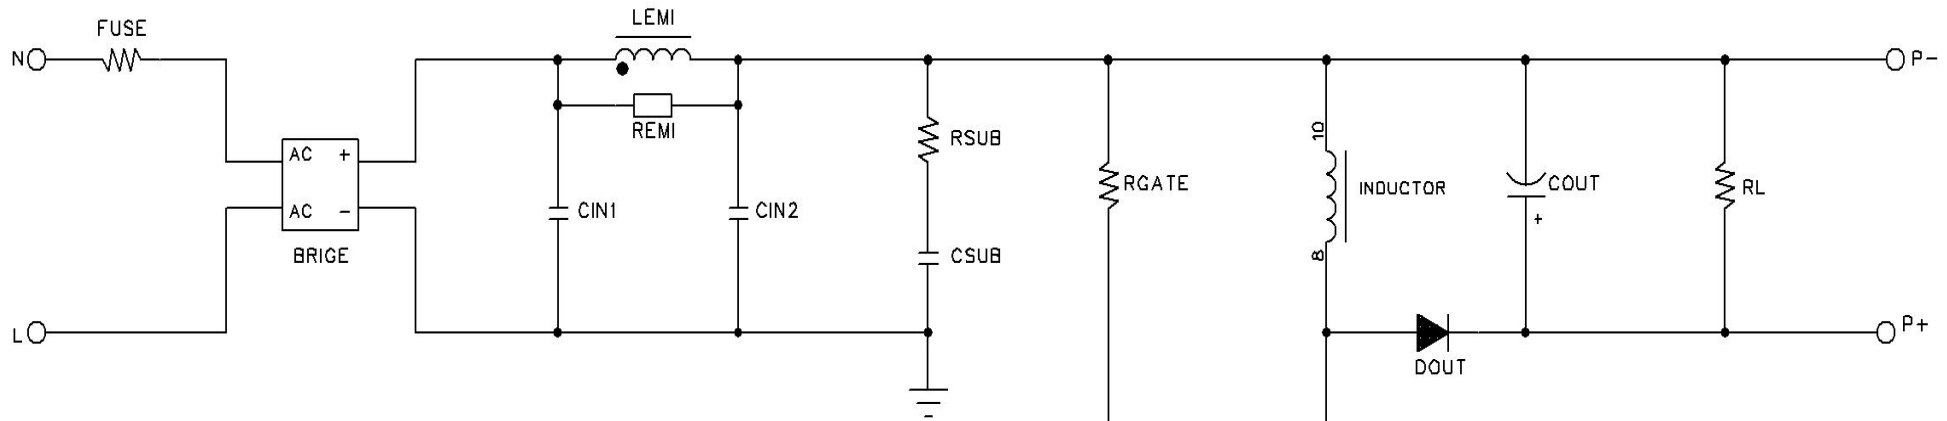 LEMI
FUSE
N
P-
REMI
10
RSUB
AC +
RGATE
INDUCTOR
COUT
RL
AC -
CIN1
CIN2
+
BRIGE
CSUB
8
L
P+
DOUT